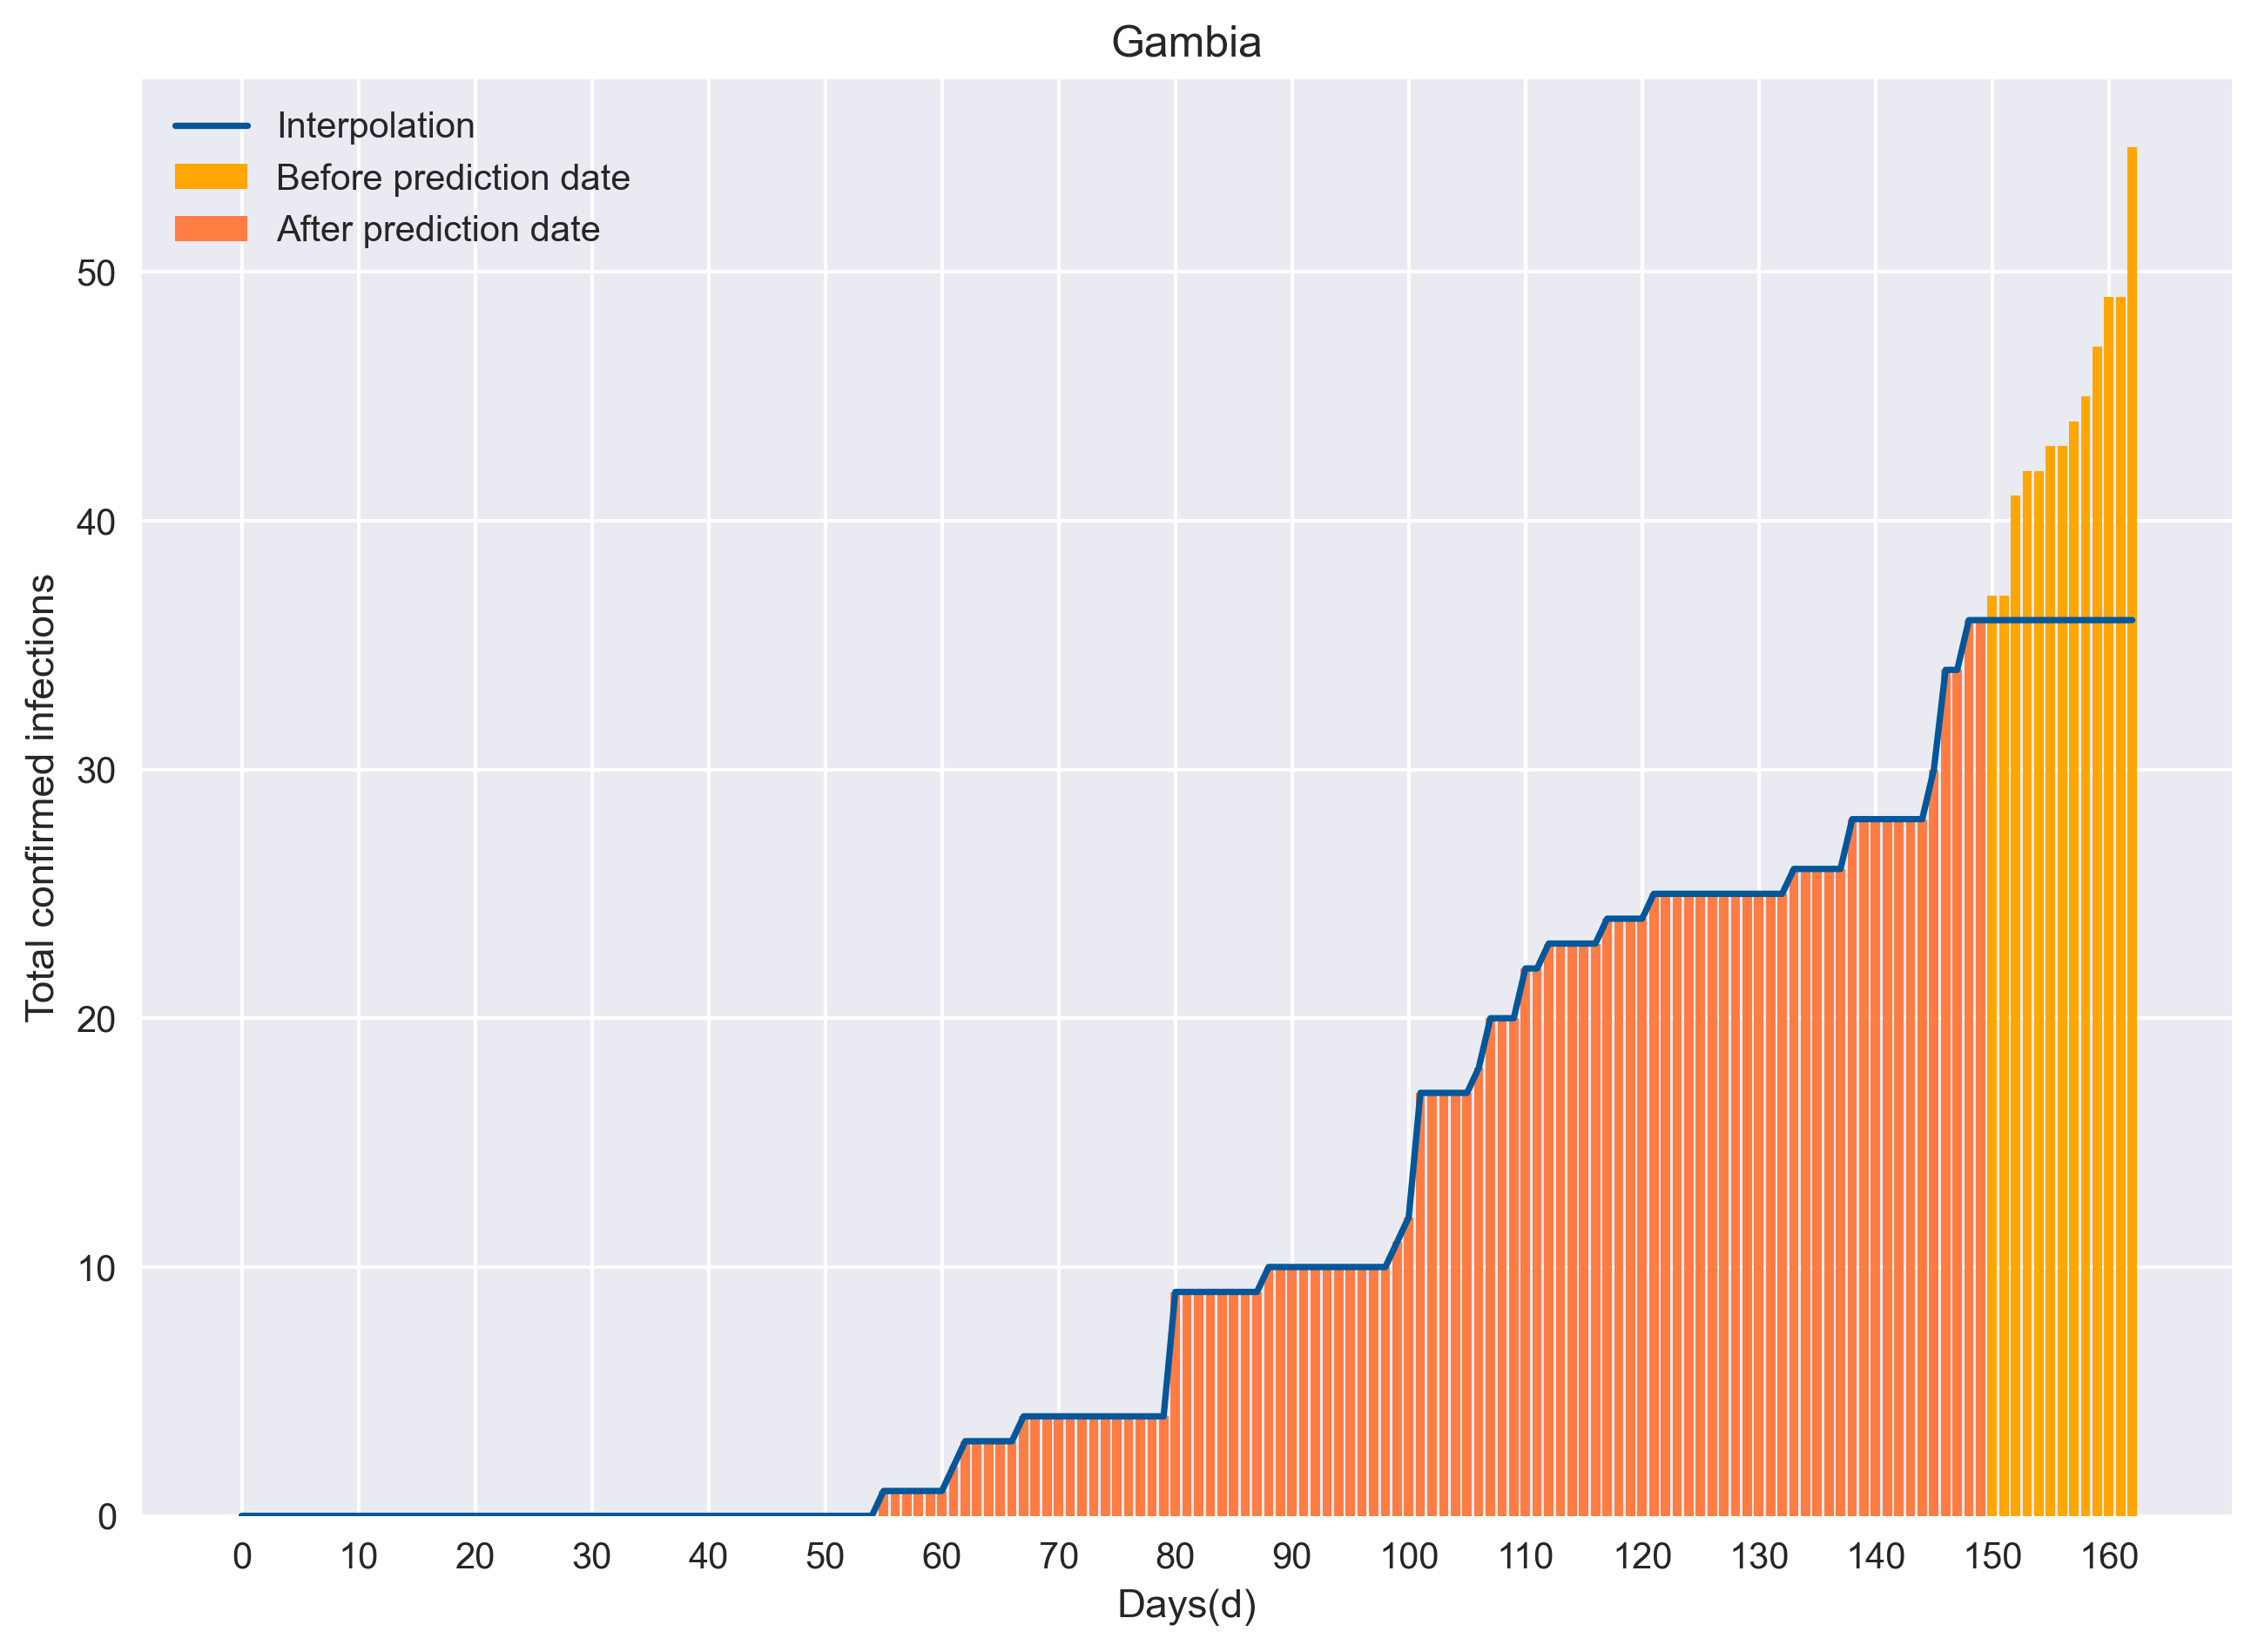 Gambia
Interpolation
Before prediction date
After prediction date
50
40
30
20
10
0
Total confirmed infections
0 10 20 30 40 50 60 70 80 90 100 110 120 130 140 150 160
Days(d)